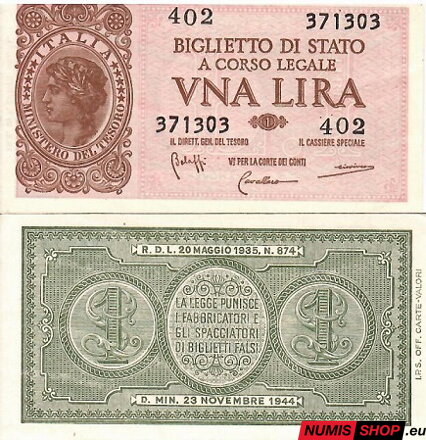 402 371303
BIGLIETTO DI STATO
A CORSO LEGALE
VNA LIRA
ITALIA
MINISTERO DEL TESORO
371303 402
IL DIRETT. GEN. DEL TESORO
IL CASSIERE SPECIALE
VI PER LA CORTE DEI CONTI
Cavallaro
R. D. L. 20 MAGGIO 1935, N. 874
LA LEGGE PUNISCE
I FABBRICATORI E
GLI SPACCIATORI
DI BIGLIETTI FALSI
D. MIN. 23 NOVEMBRE 1944
I.P.S. OFF. CARTE-VALORI
NUMIS SHOP.eu